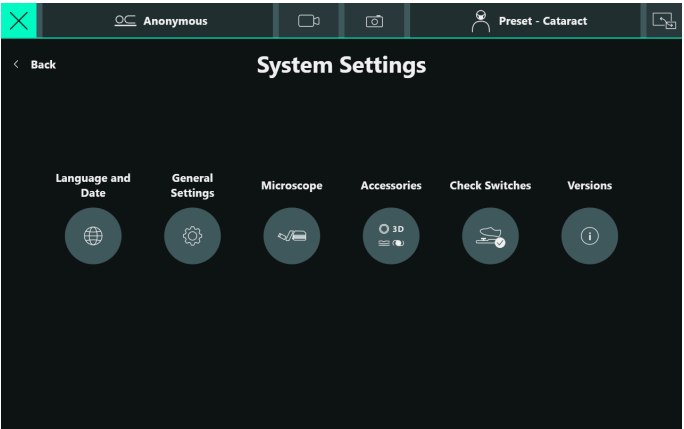 Anonymous
Preset - Cataract
Back
System Settings
Language and
Date
General
Settings
Microscope
Accessories
Check Switches
Versions
3D
i